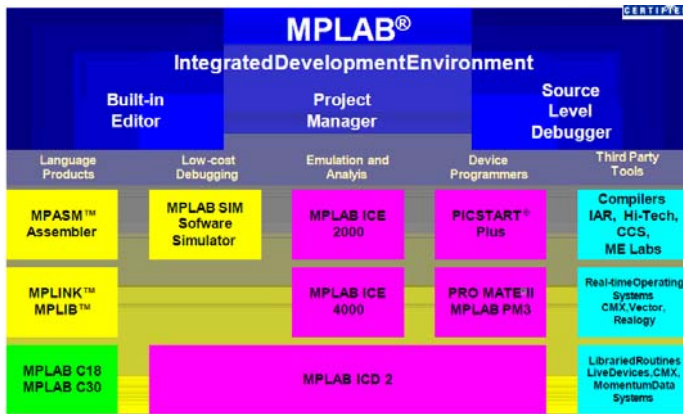 CERTIFIED
MPLAB®
IntegratedDevelopmentEnvironment
Built-in
Editor
Project
Manager
Source
Level
Debugger
Language
Products
Low-cost
Debugging
Emulation and
Analyis
Device
Programmers
Third Party
Tools
MPASM™
Assembler
MPLAB SIM
Sofware
Simulator
MPLAB ICE
2000
PICSTART®
Plus
Compilers
IAR, Hi-Tech,
CCS,
ME Labs
MPLINK™
MPLIB™
MPLAB ICE
4000
PRO MATE II
MPLAB PM3
Real-timeOperating
Systems
CMX,Vector,
Realogy
MPLAB C18
MPLAB C30
MPLAB ICD 2
LibrariedRoutines
LiveDevices,CMX,
MomentumData
Systems